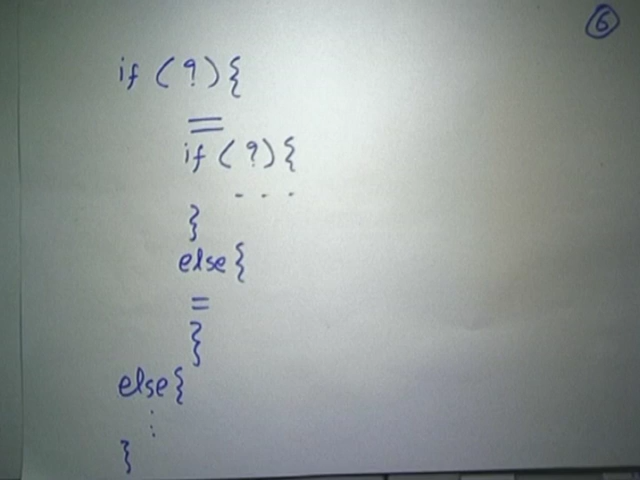 6
if (?){
=
if (?){
...
}
else{
=
}
else{
⋮
}